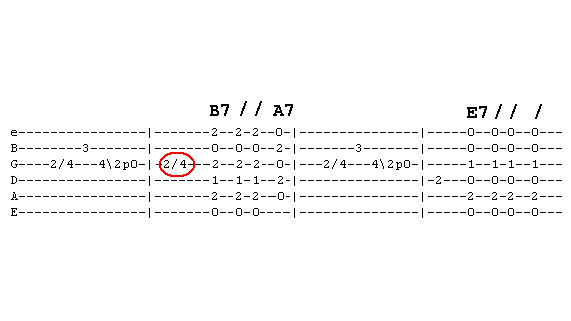 B7 // A7 E7// /
e----------------|-------2--2-2--0-|---------------|-----0--0-0--0---
B--------3-------|-------0--0-0--2-|-------3-------|-----0--0-0--0---
G----2/4---4\2p0-|-2/4---2--2-2--0-|---2/4---4\2p0-|-----1--1-1--1---
D----------------|-------1--1-1--2-|---------------|-2---0--0-0--0---
A----------------|-------2--2-2--0-|---------------|-----2--2-2--2---
E----------------|-------0--0-0----|---------------|-----0--0-0--0---